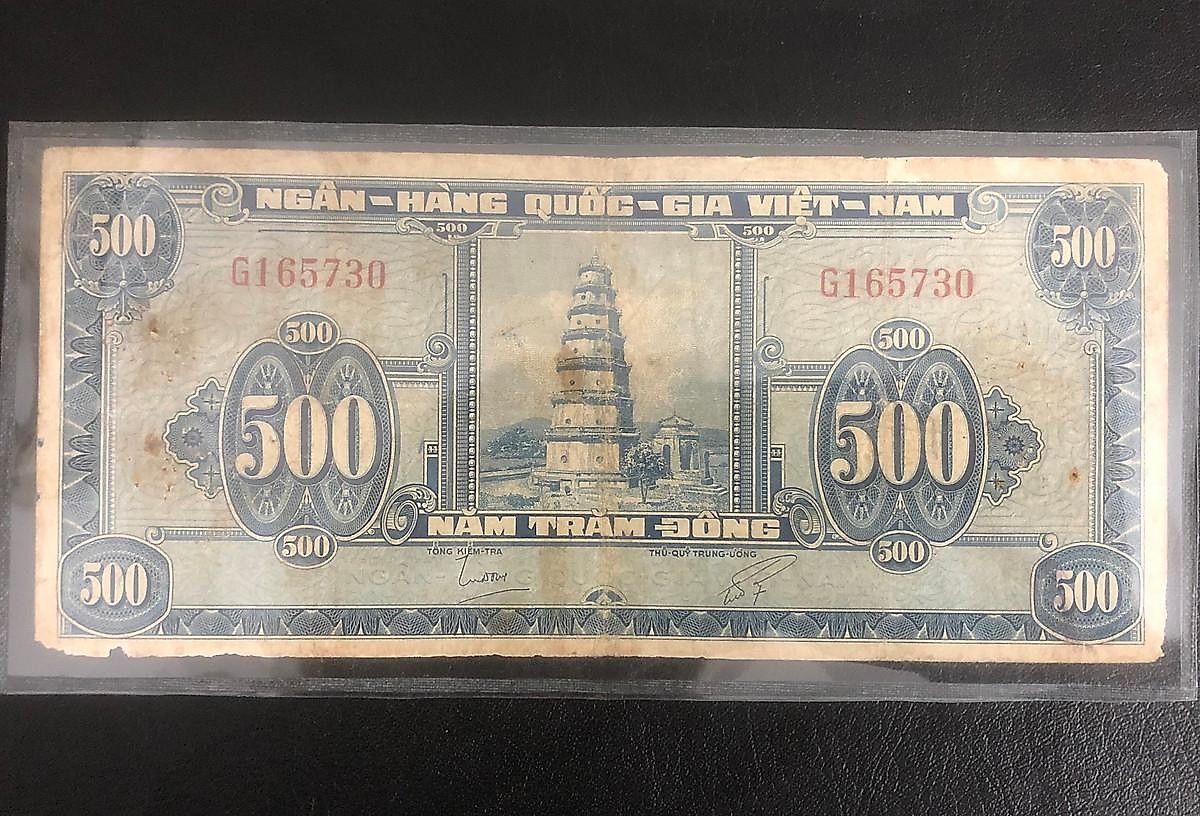 NGÂN-HÀNG QUỐC-GIA VIỆT-NAM
500 500 500 500
G165730 G165730
500 500
500 500
NĂM TRĂM ĐỒNG
500 500
TỔNG KIỂM-TRA THỦ-QUỸ TRUNG-ƯƠNG
500 500